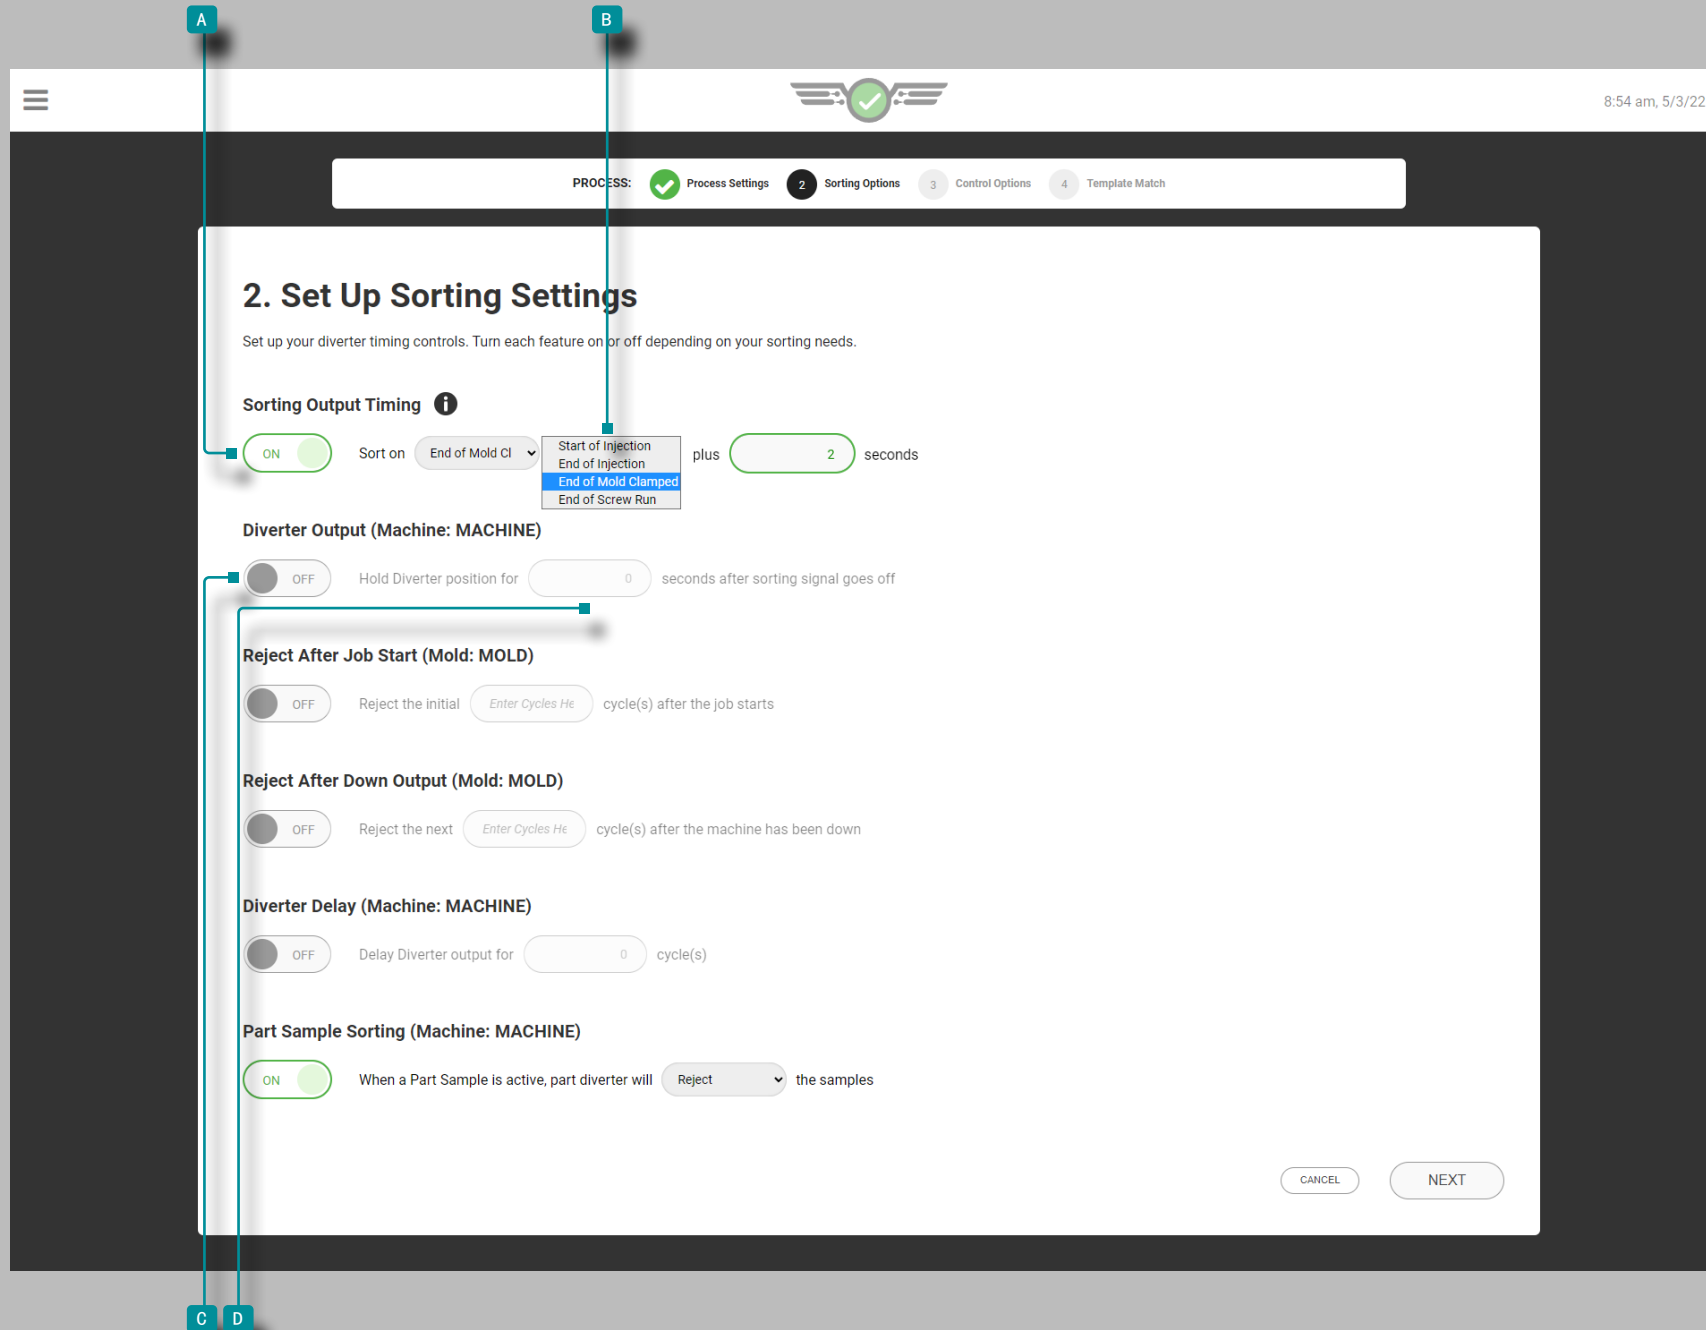 A B
8:54 am, 5/3/22
PROCESS: Process Settings 2 Sorting Options 3 Control Options 4 Template Match
2. Set Up Sorting Settings
Set up your diverter timing controls. Turn each feature on or off depending on your sorting needs.
Sorting Output Timing i
ON Sort on End of Mold Cl plus 2 seconds
Start of Injection
End of Injection
End of Mold Clamped
End of Screw Run
Diverter Output (Machine: MACHINE)
OFF Hold Diverter position for 0 seconds after sorting signal goes off
Reject After Job Start (Mold: MOLD)
OFF Reject the initial Enter Cycles He cycle(s) after the job starts
Reject After Down Output (Mold: MOLD)
OFF Reject the next Enter Cycles He cycle(s) after the machine has been down
Diverter Delay (Machine: MACHINE)
OFF Delay Diverter output for 0 cycle(s)
Part Sample Sorting (Machine: MACHINE)
ON When a Part Sample is active, part diverter will Reject the samples
CANCEL NEXT
C D